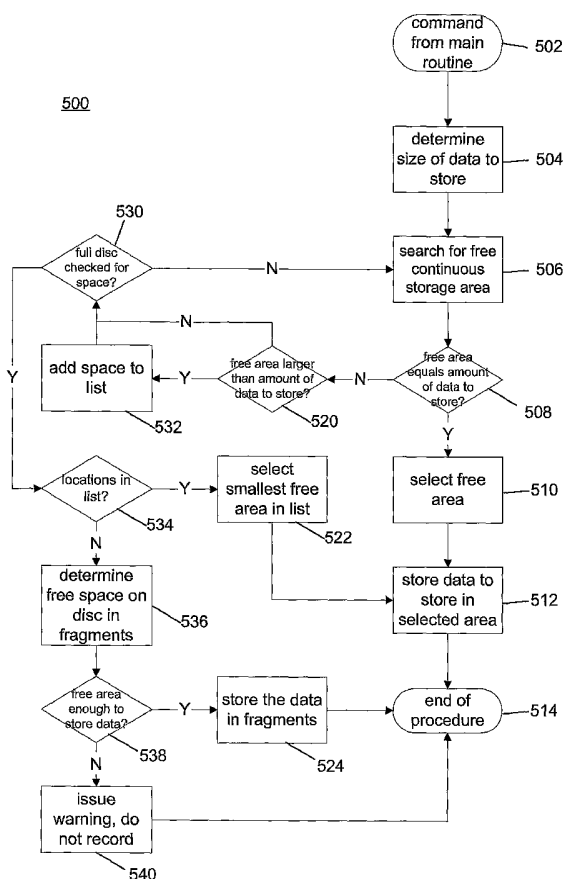 command
from main
routine
502
500
determine
size of data to
store
504
530
full disc
checked for
space?
N
search for free
continuous
storage area
506
N
Y
add space to
list
532
Y
free area larger
than amount of
data to store?
520
N
free area
equals amount
of data to
store?
508
Y
locations in
list?
534
Y
select
smallest free
area in list
522
select free
area
510
N
determine
free space on
disc in
fragments
536
store data to
store in
selected area
512
free area
enough to
store data?
538
Y
store the data
in fragments
524
end of
procedure
514
N
issue
warning, do
not record
540